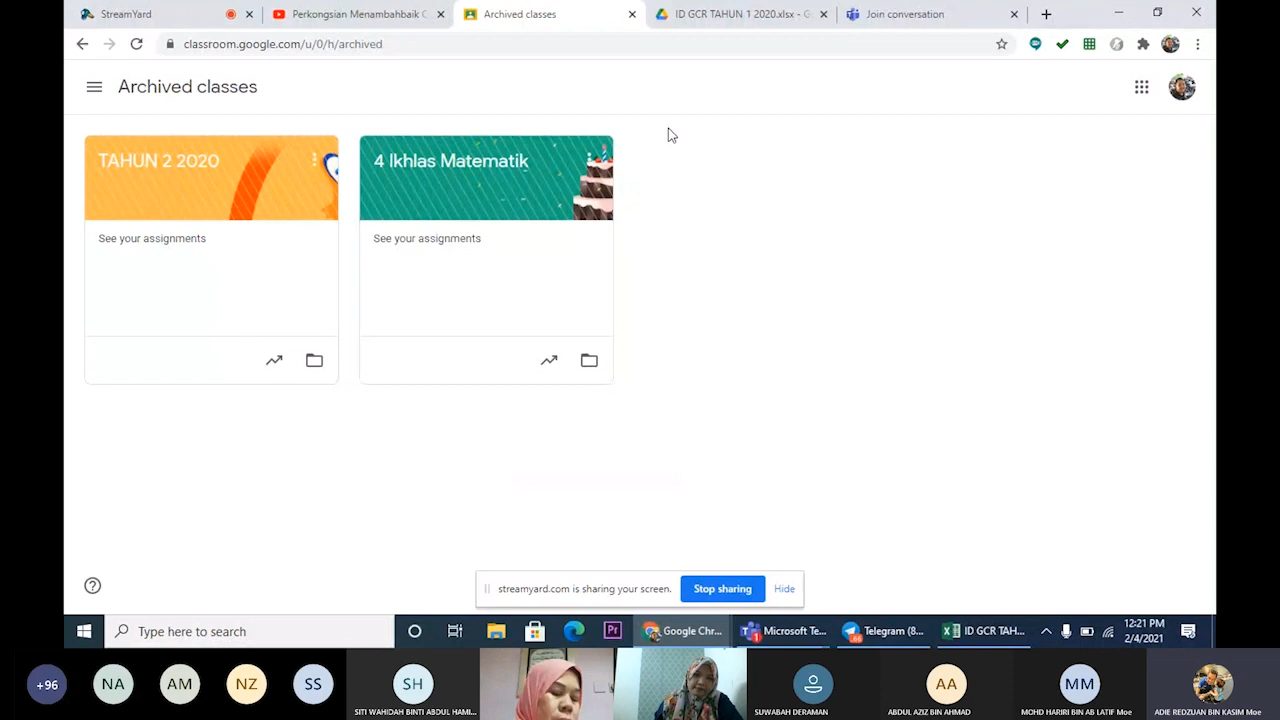 StreamYard
Perkongsian Menambahbaik C
Archived classes
ID GCR TAHUN 1 2020.xlsx - G
Join conversation
classroom.google.com/u/0/h/archived
Archived classes
TAHUN 2 2020
4 Ikhlas Matematik
See your assignments
See your assignments
streamyard.com is sharing your screen.
Stop sharing
Hide
Type here to search
Pr
Google Chr...
Microsoft Te...
Telegram (8...
ID GCR TAH...
12:21 PM
2/4/2021
+96
NA
AM
NZ
SS
SH
AA
MM
SITI WAHIDAH BINTI ABDUL HAMI...
SUWABAH DERAMAN
ABDUL AZIZ BIN AHMAD
MOHD HARIRI BIN AB LATIF Moe
ADIE REDZUAN BIN KASIM Moe